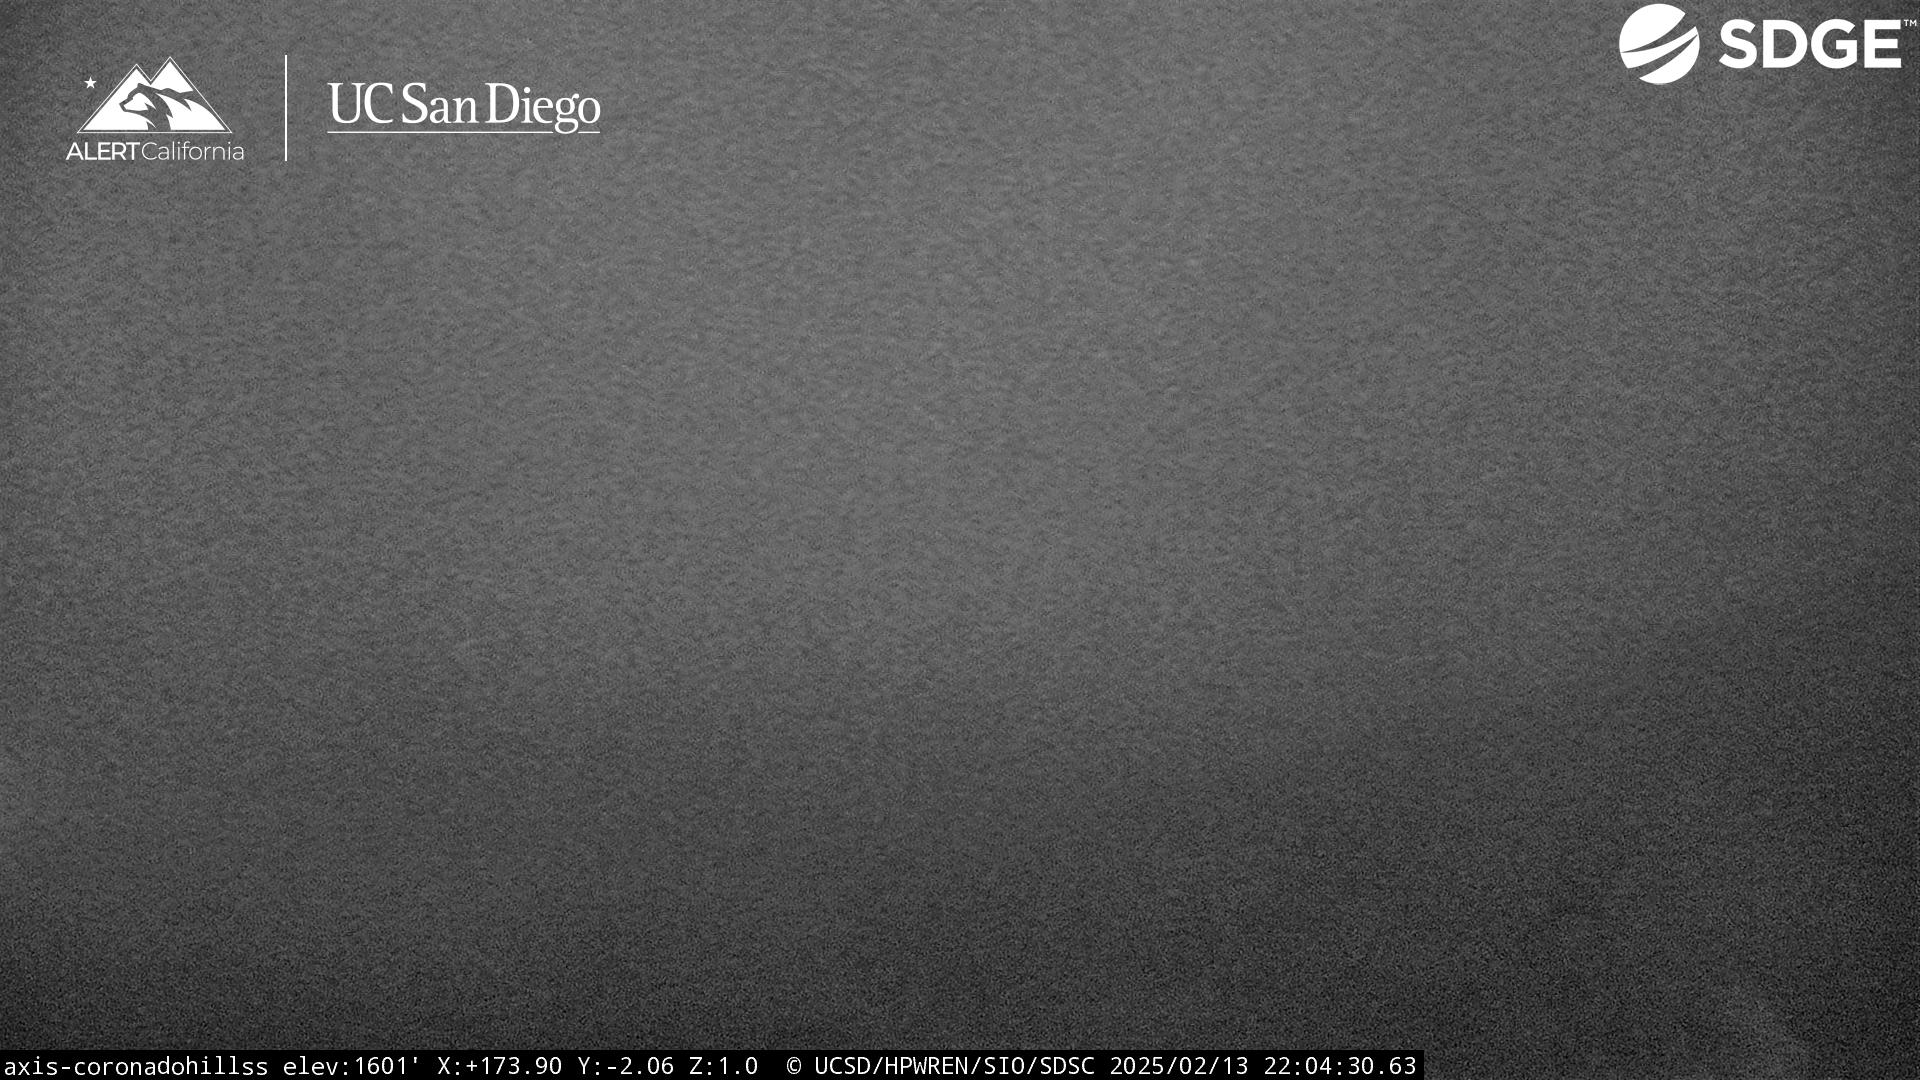 SDGE™
UC San Diego
ALERTCalifornia
axis-coronadohillss elev:1601' X:+173.90 Y:-2.06 Z:1.0 © UCSD/HPWREN/SIO/SDSC 2025/02/13 22:04:30.63